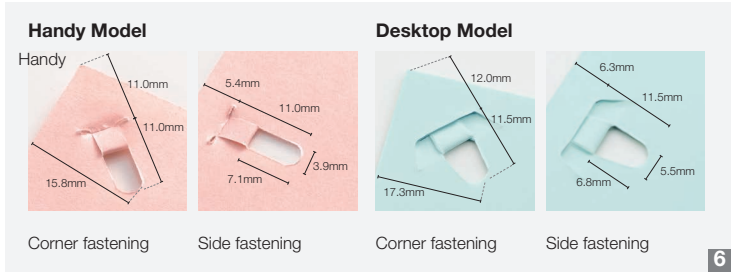 Handy Model
Handy
11.0mm
11.0mm
15.8mm
Corner fastening
5.4mm
11.0mm
3.9mm
7.1mm
Side fastening
Desktop Model
12.0mm
11.5mm
17.3mm
Corner fastening
6.3mm
11.5mm
5.5mm
6.8mm
Side fastening
6